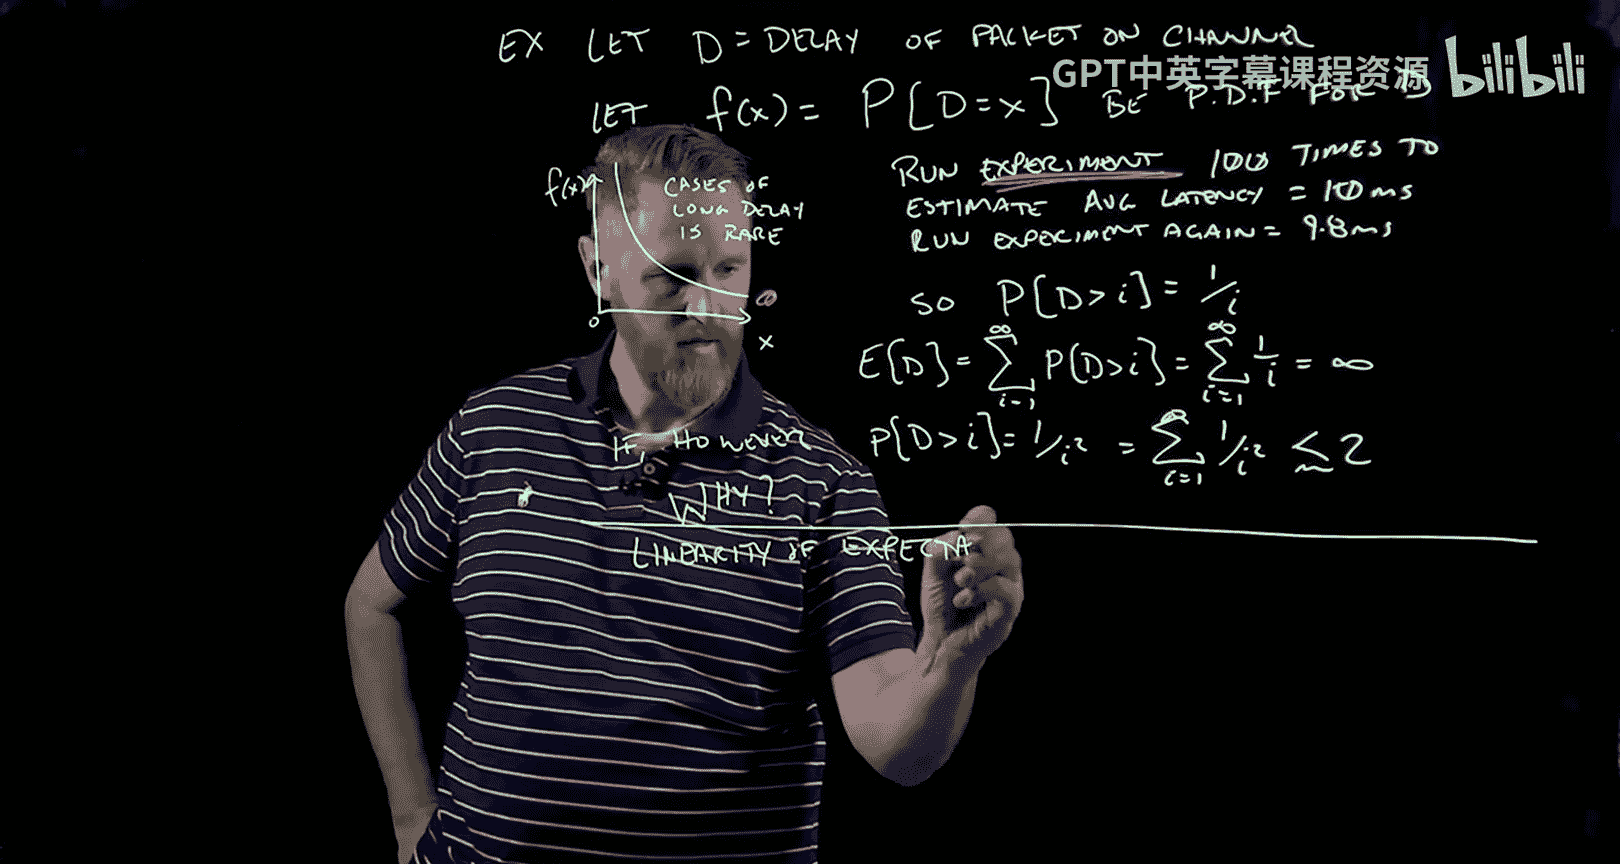 EX LET D = DELAY OF PACKET ON CHANNEL
GPT中英字幕课程资源 bilibili
LET f(x) = P[D=x] BE P.D.F FOR D
RUN EXPERIMENT 100 TIMES TO
ESTIMATE AVG LATENCY = 10ms
RUN EXPERIMENT AGAIN = 9.8ms
f(x)
CASES OF
LONG DELAY
IS RARE
∞
0
x
SO P[D>i] = 1/i
E[D] = ∞∑i=1 P[D>i] = ∞∑i=1 1/i = ∞
IF, HOWEVER P[D>i] = 1/i² = ∞∑i=1 1/i² ≤ 2
WHY?
LINEARITY OF EXPECTA